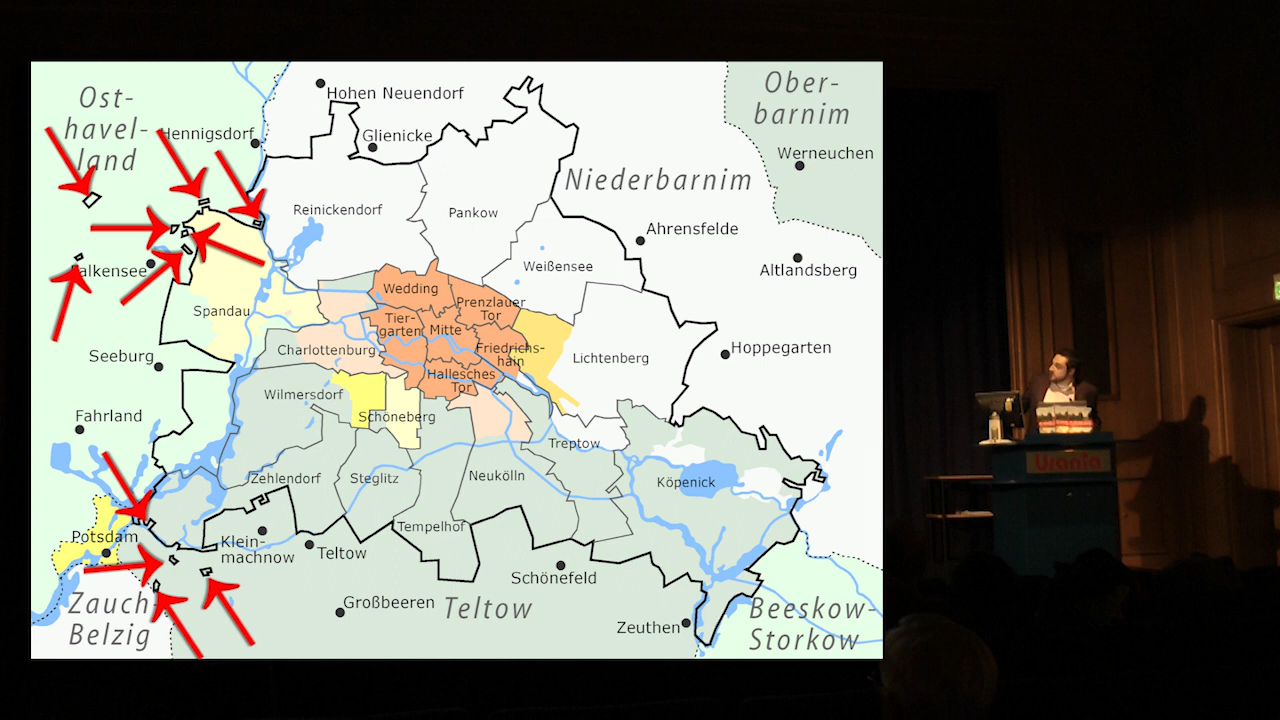 Ost-
havel-
land
Hohen Neuendorf
Hennigsdorf
Glienicke
Ober-
barnim
Werneuchen
Niederbarnim
Reinickendorf
Pankow
Ahrensfelde
Weißensee
Altlandsberg
Falkensee
Wedding
Prenzlauer
Tor
Spandau
Tier-
garten
Mitte
Friedrichs-
hain
Charlottenburg
Lichtenberg
Hoppegarten
Seeburg
Hallesches
Tor
Wilmersdorf
Schöneberg
Fahrland
Treptow
Zehlendorf
Steglitz
Neukölln
Köpenick
Tempelhof
Potsdam
Klein-
machnow
Teltow
Schönefeld
Zauch-
Belzig
Großbeeren
Teltow
Zeuthen
Beeskow-
Storkow
Urania